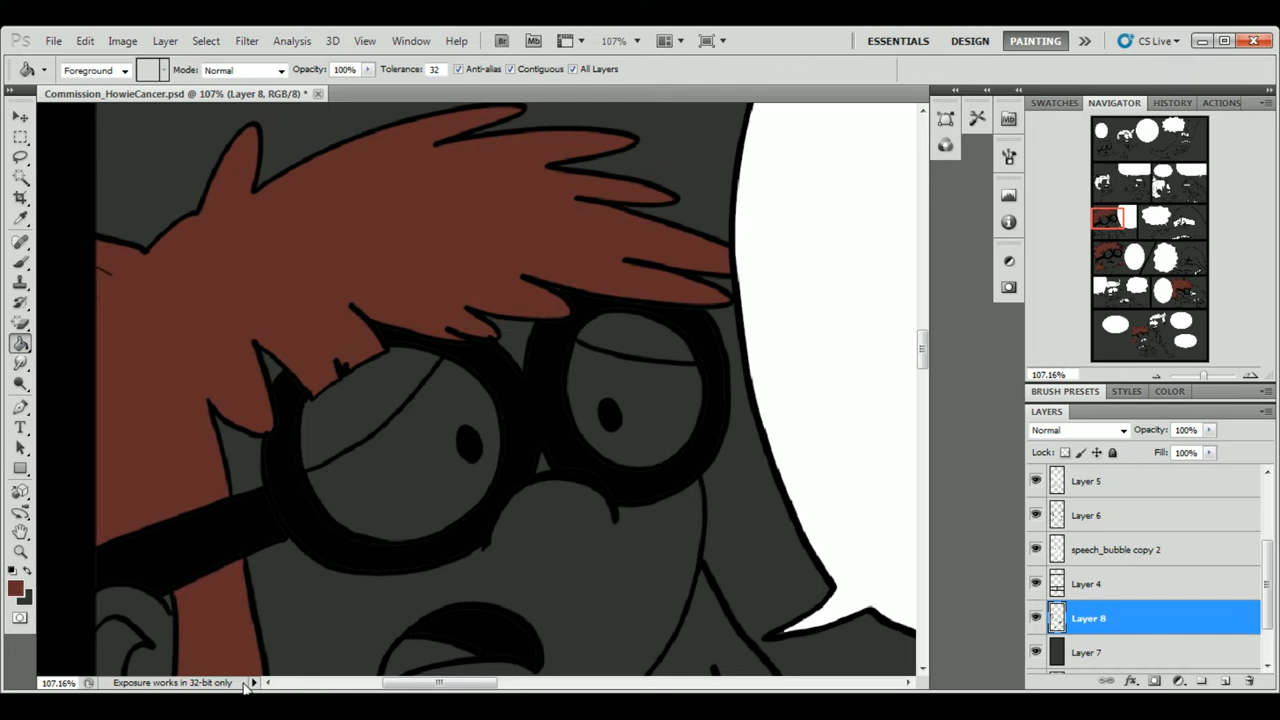 Ps File Edit Image Layer Select Filter Analysis 3D View Window Help Br Mb 107% ESSENTIALS DESIGN PAINTING CS Live
Foreground Mode: Normal Opacity: 100% Tolerance: 32 Anti-alias Contiguous All Layers
Commission_HowieCancer.psd @ 107% (Layer 8, RGB/8) *
SWATCHES NAVIGATOR HISTORY ACTIONS
Mb
107.16%
BRUSH PRESETS STYLES COLOR
LAYERS
Normal Opacity: 100%
Lock: Fill: 100%
Layer 5
Layer 6
speech_bubble copy 2
Layer 4
Layer 8
Layer 7
107.16% Exposure works in 32-bit only